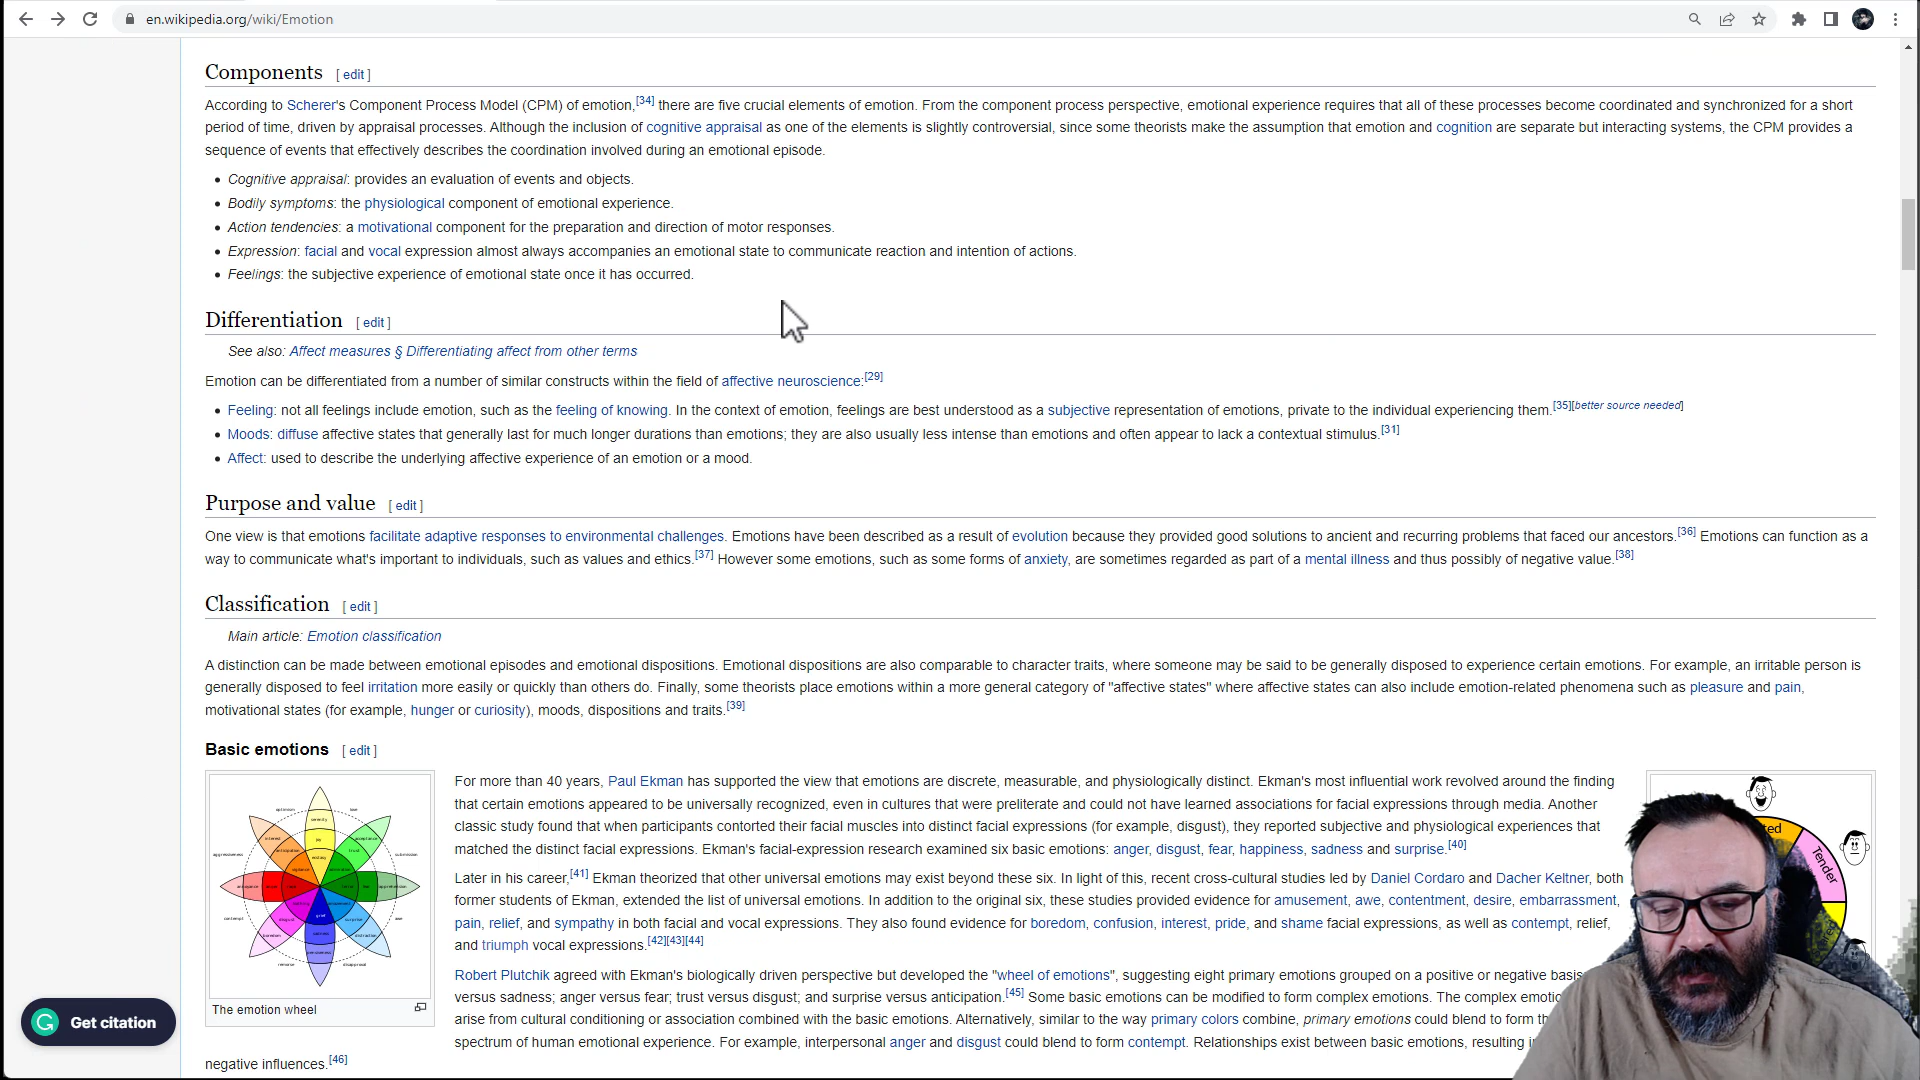 en.wikipedia.org/wiki/Emotion
Components [ edit ]
According to Scherer's Component Process Model (CPM) of emotion,[34] there are five crucial elements of emotion. From the component process perspective, emotional experience requires that all of these processes become coordinated and synchronized for a short
period of time, driven by appraisal processes. Although the inclusion of cognitive appraisal as one of the elements is slightly controversial, since some theorists make the assumption that emotion and cognition are separate but interacting systems, the CPM provides a
sequence of events that effectively describes the coordination involved during an emotional episode.
• Cognitive appraisal: provides an evaluation of events and objects.
• Bodily symptoms: the physiological component of emotional experience.
• Action tendencies: a motivational component for the preparation and direction of motor responses.
• Expression: facial and vocal expression almost always accompanies an emotional state to communicate reaction and intention of actions.
• Feelings: the subjective experience of emotional state once it has occurred.
Differentiation [ edit ]
See also: Affect measures § Differentiating affect from other terms
Emotion can be differentiated from a number of similar constructs within the field of affective neuroscience:[29]
• Feeling: not all feelings include emotion, such as the feeling of knowing. In the context of emotion, feelings are best understood as a subjective representation of emotions, private to the individual experiencing them.[35][better source needed]
• Moods: diffuse affective states that generally last for much longer durations than emotions; they are also usually less intense than emotions and often appear to lack a contextual stimulus.[31]
• Affect: used to describe the underlying affective experience of an emotion or a mood.
Purpose and value [ edit ]
One view is that emotions facilitate adaptive responses to environmental challenges. Emotions have been described as a result of evolution because they provided good solutions to ancient and recurring problems that faced our ancestors.[36] Emotions can function as a
way to communicate what's important to individuals, such as values and ethics.[37] However some emotions, such as some forms of anxiety, are sometimes regarded as part of a mental illness and thus possibly of negative value.[38]
Classification [ edit ]
Main article: Emotion classification
A distinction can be made between emotional episodes and emotional dispositions. Emotional dispositions are also comparable to character traits, where someone may be said to be generally disposed to experience certain emotions. For example, an irritable person is
generally disposed to feel irritation more easily or quickly than others do. Finally, some theorists place emotions within a more general category of "affective states" where affective states can also include emotion-related phenomena such as pleasure and pain,
motivational states (for example, hunger or curiosity), moods, dispositions and traits.[39]
Basic emotions [ edit ]
For more than 40 years, Paul Ekman has supported the view that emotions are discrete, measurable, and physiologically distinct. Ekman's most influential work revolved around the finding
that certain emotions appeared to be universally recognized, even in cultures that were preliterate and could not have learned associations for facial expressions through media. Another
classic study found that when participants contorted their facial muscles into distinct facial expressions (for example, disgust), they reported subjective and physiological experiences that
matched the distinct facial expressions. Ekman's facial-expression research examined six basic emotions: anger, disgust, fear, happiness, sadness and surprise.[40]
Later in his career,[41] Ekman theorized that other universal emotions may exist beyond these six. In light of this, recent cross-cultural studies led by Daniel Cordaro and Dacher Keltner, both
former students of Ekman, extended the list of universal emotions. In addition to the original six, these studies provided evidence for amusement, awe, contentment, desire, embarrassment,
pain, relief, and sympathy in both facial and vocal expressions. They also found evidence for boredom, confusion, interest, pride, and shame facial expressions, as well as contempt, relief,
and triumph vocal expressions.[42][43][44]
Robert Plutchik agreed with Ekman's biologically driven perspective but developed the "wheel of emotions", suggesting eight primary emotions grouped on a positive or negative basis
versus sadness; anger versus fear; trust versus disgust; and surprise versus anticipation.[45] Some basic emotions can be modified to form complex emotions. The complex
arise from cultural conditioning or association combined with the basic emotions. Alternatively, similar to the way primary colors combine, primary emotions could blend to form
spectrum of human emotional experience. For example, interpersonal anger and disgust could blend to form contempt. Relationships exist between basic emotions, resulting
negative influences.[46]
optimism love
serenity
interest joy acceptance
anticipation ecstasy trust
aggressiveness submission
vigilance
annoyance apprehension
contempt awe
grief
disgust surprise
boredom sadness distraction
pensiveness
remorse disapproval
The emotion wheel
Tender
Get citation